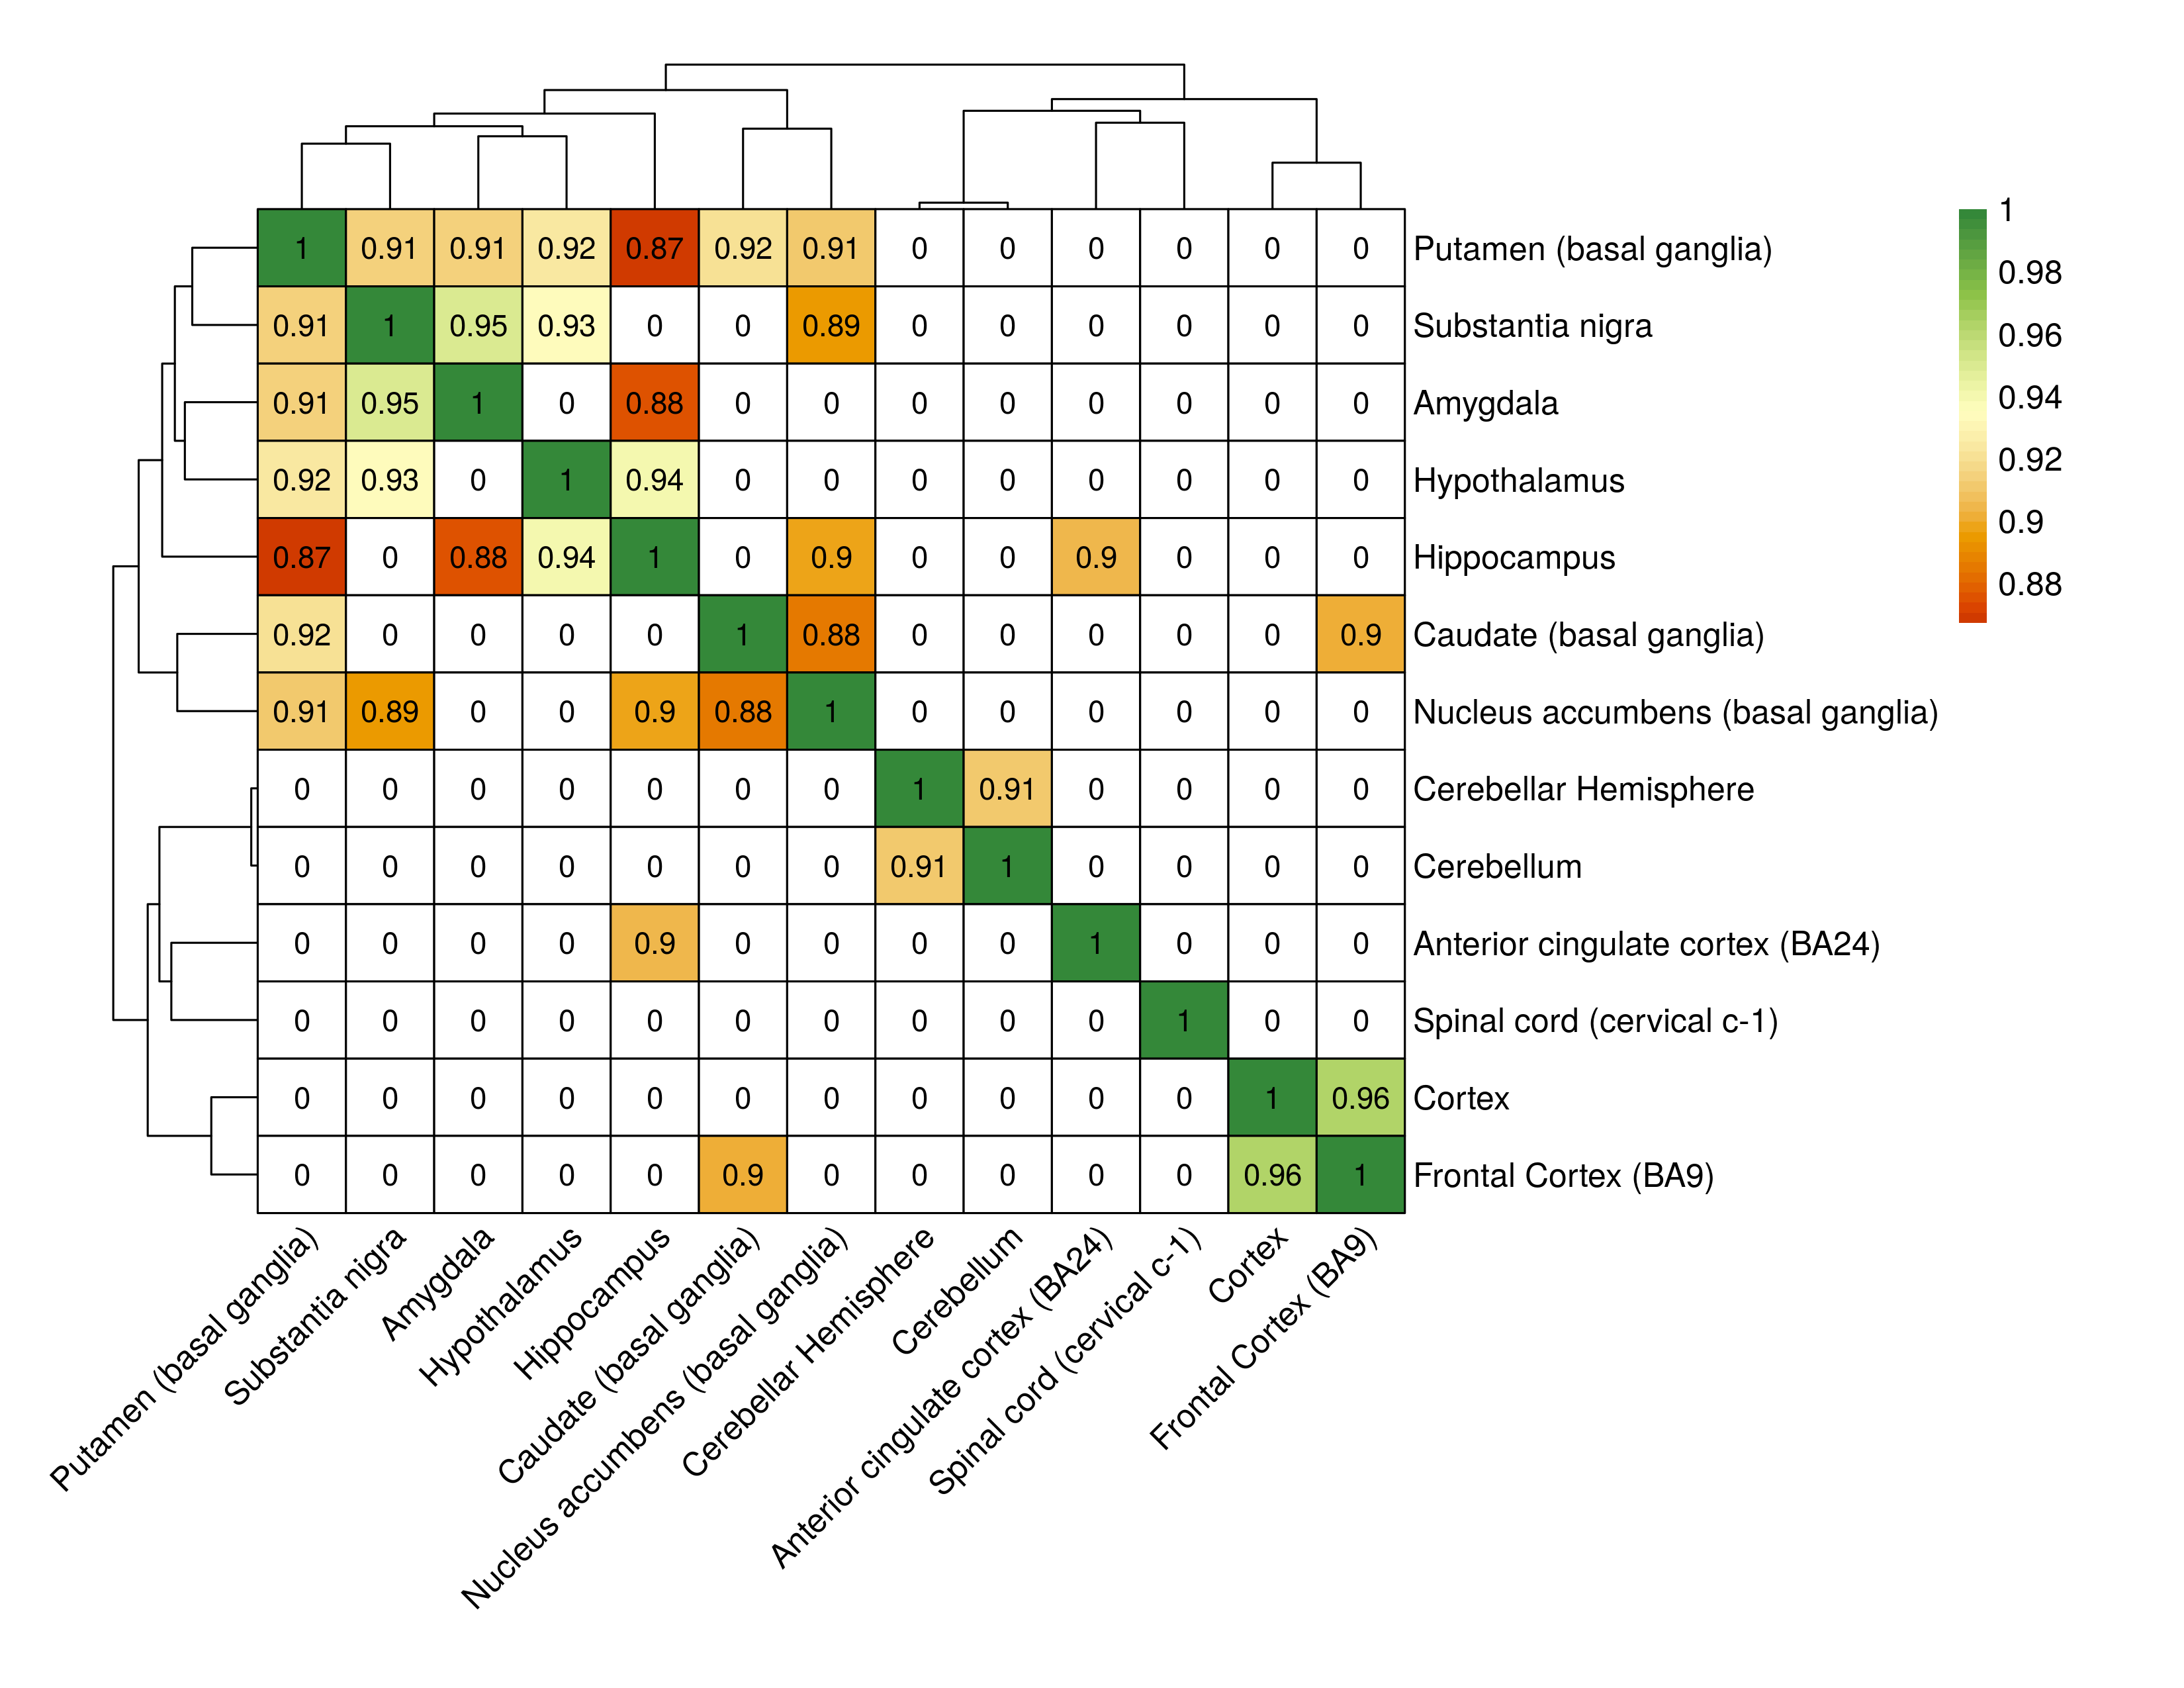 1 0.91 0.91 0.92 0.87 0.92 0.91 0 0 0 0 0 0 Putamen (basal ganglia)
0.91 1 0.95 0.93 0 0 0.89 0 0 0 0 0 0 Substantia nigra
0.91 0.95 1 0 0.88 0 0 0 0 0 0 0 0 Amygdala
0.92 0.93 0 1 0.94 0 0 0 0 0 0 0 0 Hypothalamus
0.87 0 0.88 0.94 1 0 0.9 0 0 0.9 0 0 0 Hippocampus
0.92 0 0 0 0 1 0.88 0 0 0 0 0 0.9 Caudate (basal ganglia)
0.91 0.89 0 0 0.9 0.88 1 0 0 0 0 0 0 Nucleus accumbens (basal ganglia)
0 0 0 0 0 0 0 1 0.91 0 0 0 0 Cerebellar Hemisphere
0 0 0 0 0 0 0 0.91 1 0 0 0 0 Cerebellum
0 0 0 0 0.9 0 0 0 0 1 0 0 0 Anterior cingulate cortex (BA24)
0 0 0 0 0 0 0 0 0 0 1 0 0 Spinal cord (cervical c-1)
0 0 0 0 0 0 0 0 0 0 0 1 0.96 Cortex
0 0 0 0 0 0.9 0 0 0 0 0 0.96 1 Frontal Cortex (BA9)
Putamen (basal ganglia)
Substantia nigra
Amygdala
Hypothalamus
Hippocampus
Caudate (basal ganglia)
Nucleus accumbens (basal ganglia)
Cerebellar Hemisphere
Cerebellum
Anterior cingulate cortex (BA24)
Spinal cord (cervical c-1)
Cortex
Frontal Cortex (BA9)
1
0.98
0.96
0.94
0.92
0.9
0.88